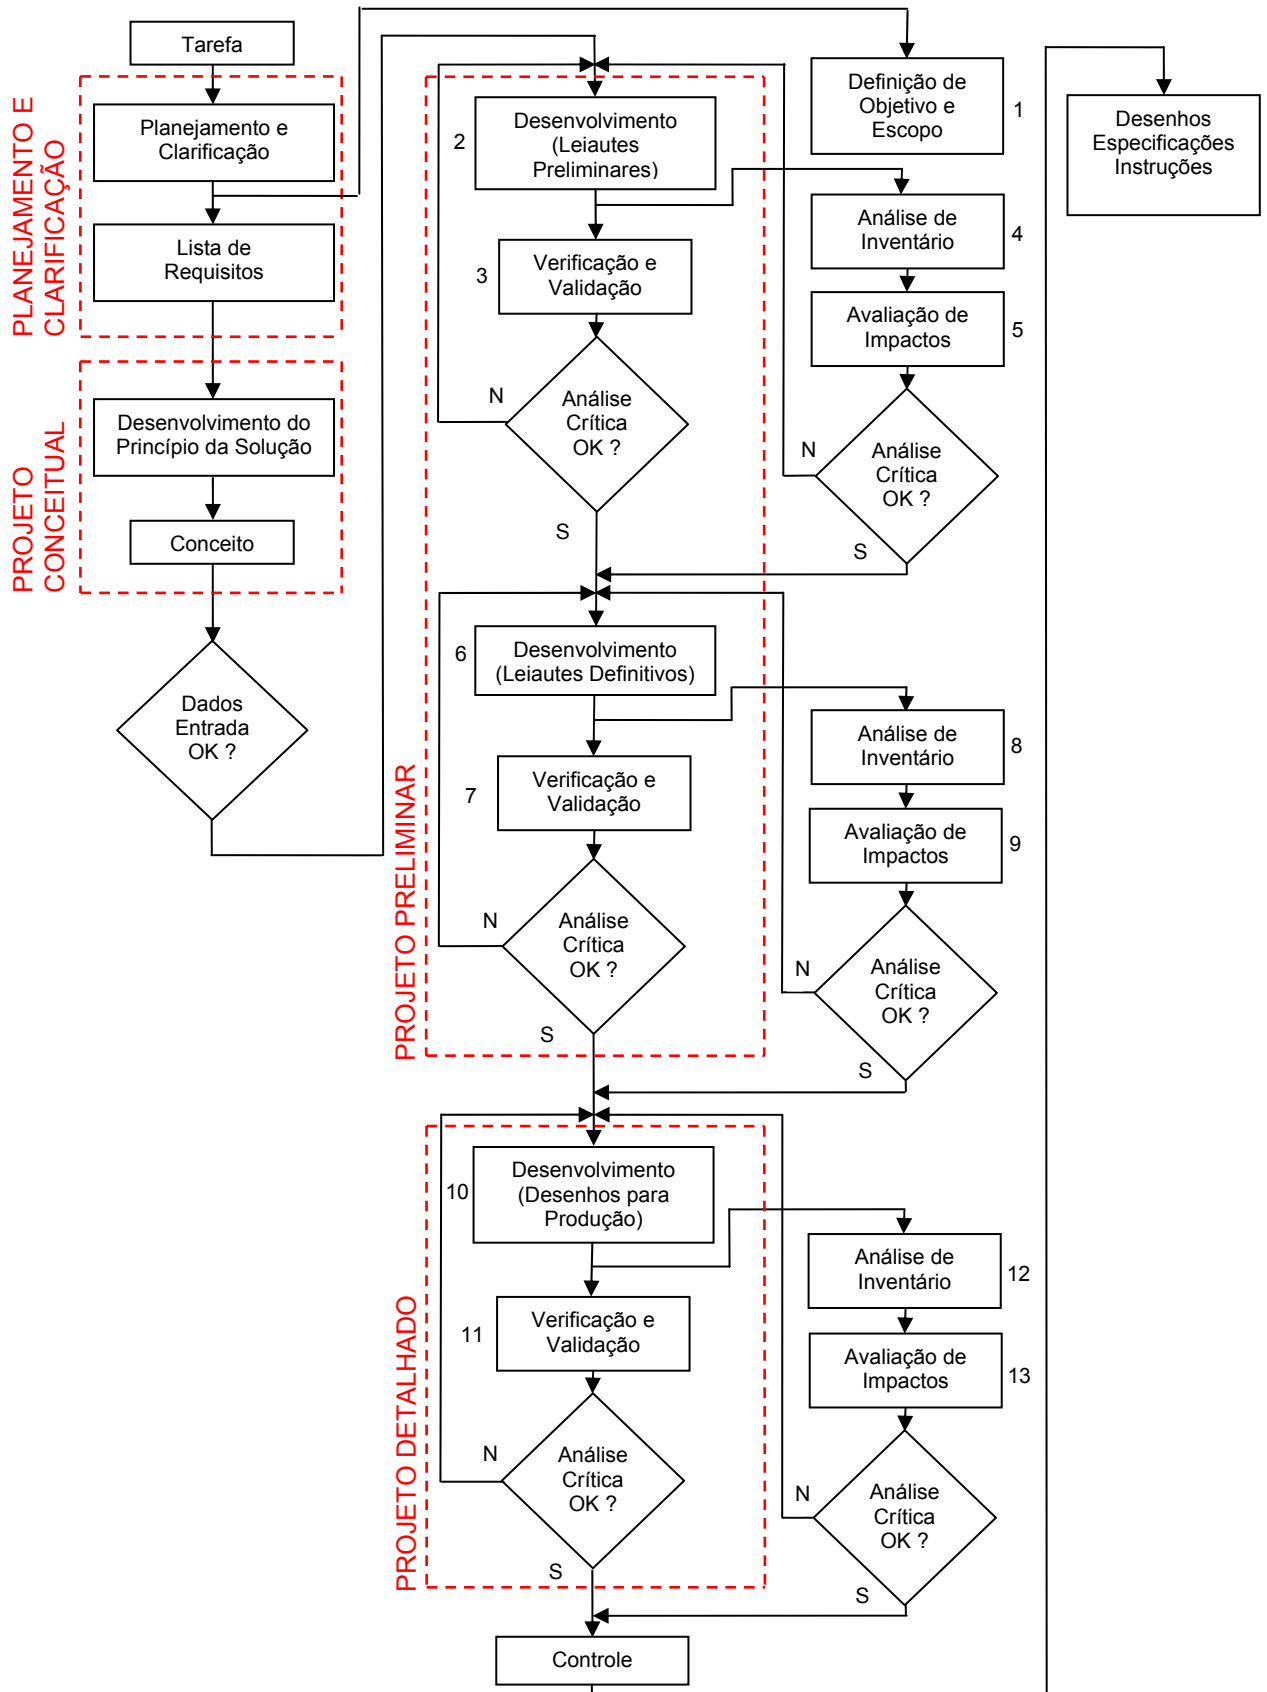 Tarefa
PLANEJAMENTO E
CLARIFICAÇÃO
Planejamento e
Clarificação
Lista de
Requisitos
PROJETO
CONCEITUAL
Desenvolvimento do
Princípio da Solução
Conceito
Dados
Entrada
OK ?
PROJETO PRELIMINAR
2
Desenvolvimento
(Leiautes
Preliminares)
3
Verificação e
Validação
N
Análise
Crítica
OK ?
S
Definição de
Objetivo e
Escopo
1
Análise de
Inventário
4
Avaliação de
Impactos
5
N
Análise
Crítica
OK ?
S
6
Desenvolvimento
(Leiautes Definitivos)
7
Verificação e
Validação
N
Análise
Crítica
OK ?
S
Análise de
Inventário
8
Avaliação de
Impactos
9
N
Análise
Crítica
OK ?
S
PROJETO DETALHADO
10
Desenvolvimento
(Desenhos para
Produção)
11
Verificação e
Validação
N
Análise
Crítica
OK ?
S
Análise de
Inventário
12
Avaliação de
Impactos
13
N
Análise
Crítica
OK ?
S
Controle
Desenhos
Especificações
Instruções